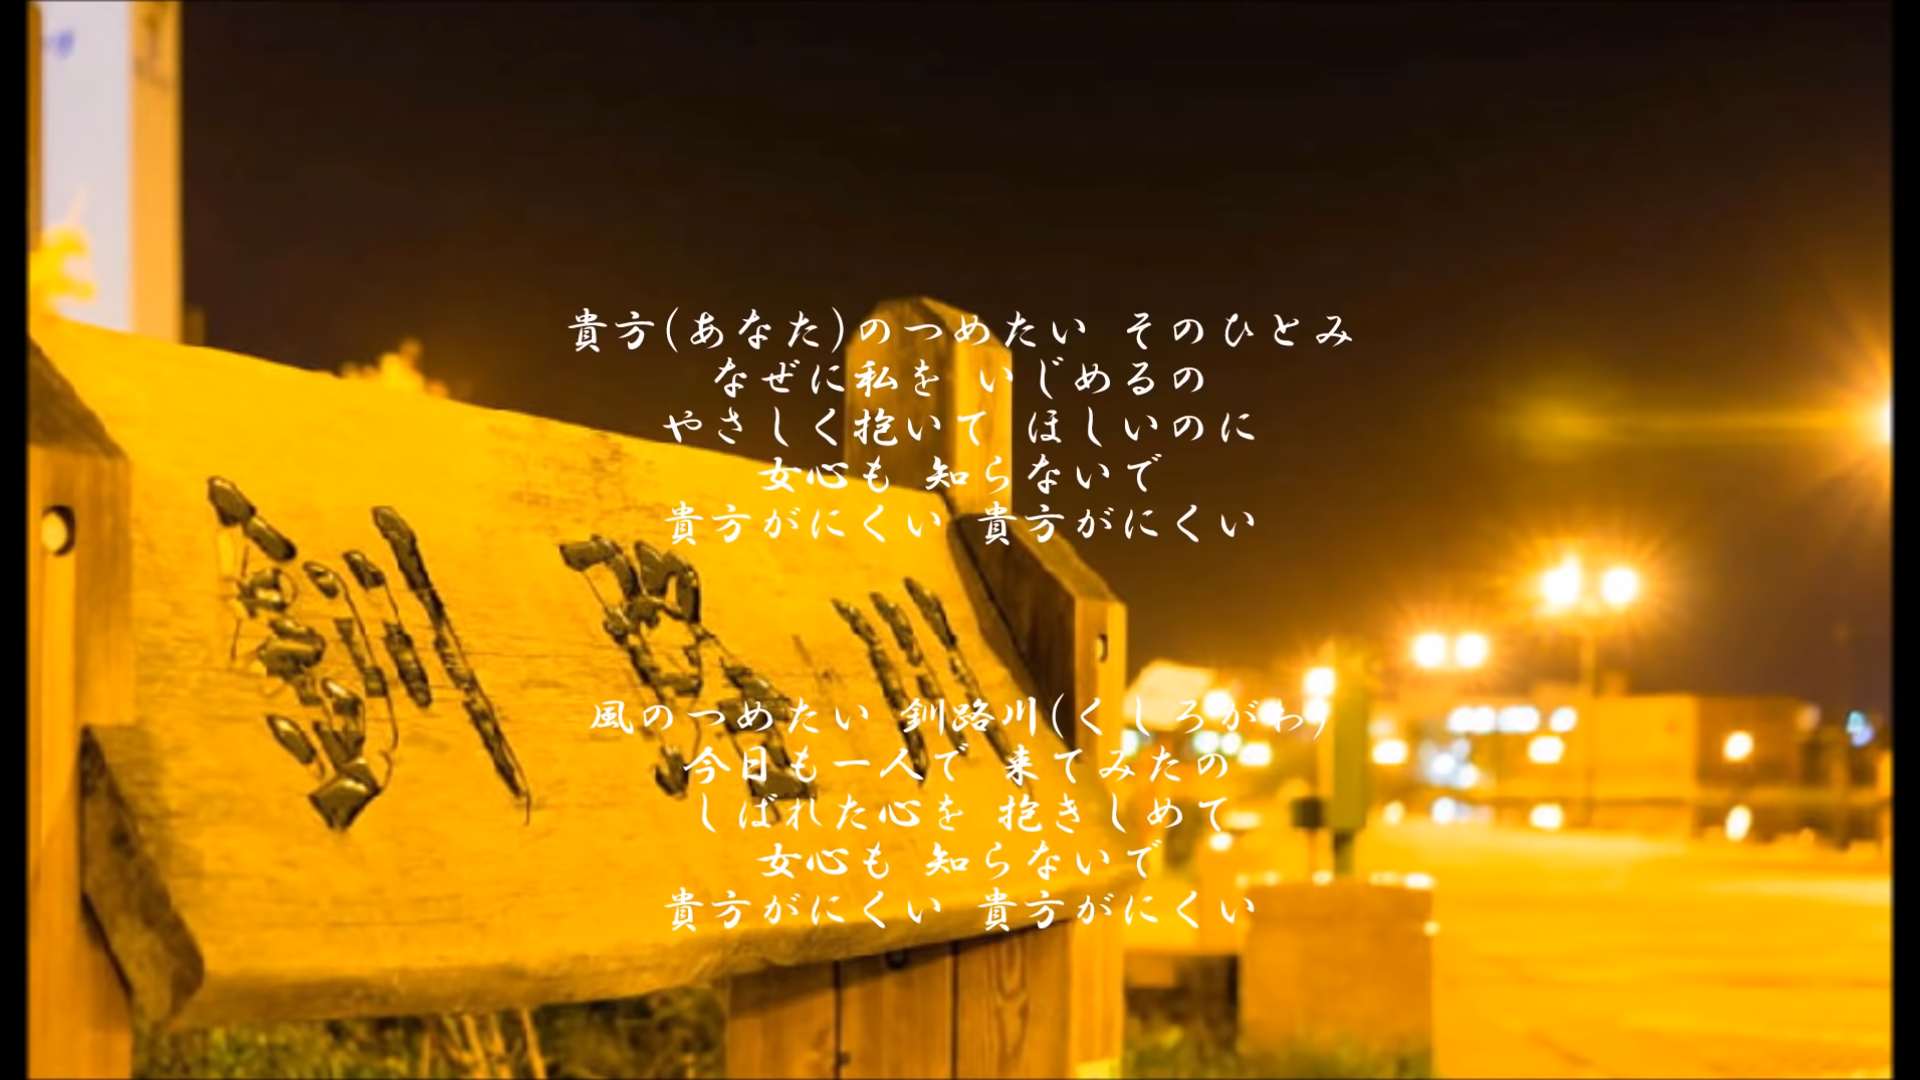 貴方(あなた)のつめたい そのひとみ
なぜに私を いじめるの
やさしく抱いて ほしいのに
女心も 知らないで
貴方がにくい 貴方がにくい
釧路川
風のつめたい 釧路川(くしろがわ)
今日も一人で 来てみたの
しばれた心を 抱きしめて
女心も 知らないで
貴方がにくい 貴方がにくい